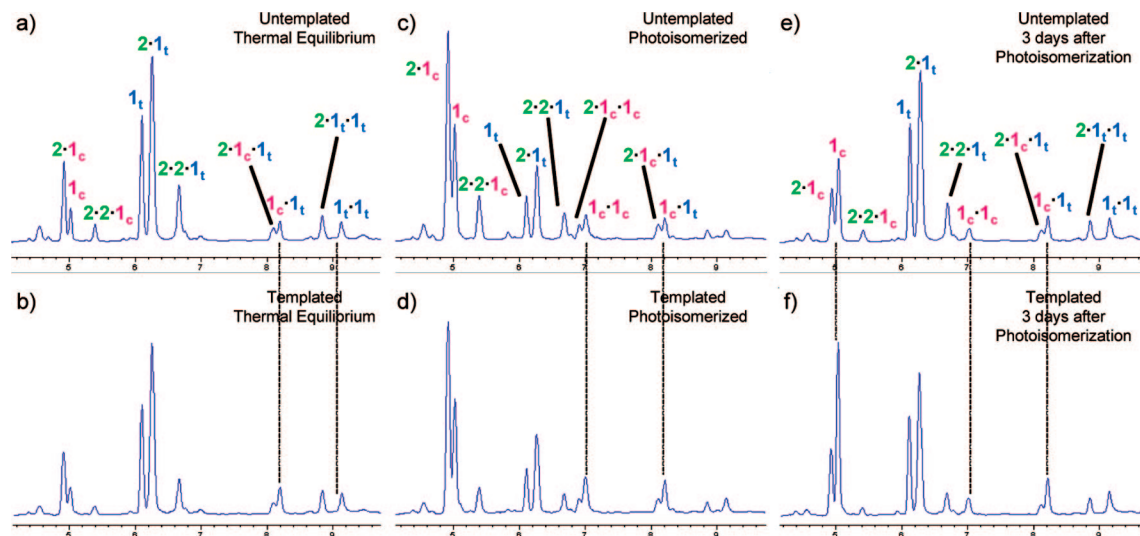 a)
Untemplated
Thermal Equilibrium
2·1t
1t
2·1c
1c
2·2·1c
2·2·1t
2·1c·1t
1c·1t
2·1t·1t
1t·1t
5 6 7 8 9
b)
Templated
Thermal Equilibrium
5 6 7 8 9
c)
Untemplated
Photoisomerized
2·1c
1c
2·2·1c
1t
2·1t
2·2·1t
2·1c·1c
1c·1c
2·1c·1t
1c·1t
5 6 7 8 9
d)
Templated
Photoisomerized
5 6 7 8 9
e)
Untemplated
3 days after
Photoisomerization
2·1t
1t
1c
2·1c
2·2·1c
2·2·1t
1c·1c
2·1c·1t
1c·1t
2·1t·1t
1t·1t
5 6 7 8 9
f)
Templated
3 days after
Photoisomerization
5 6 7 8 9